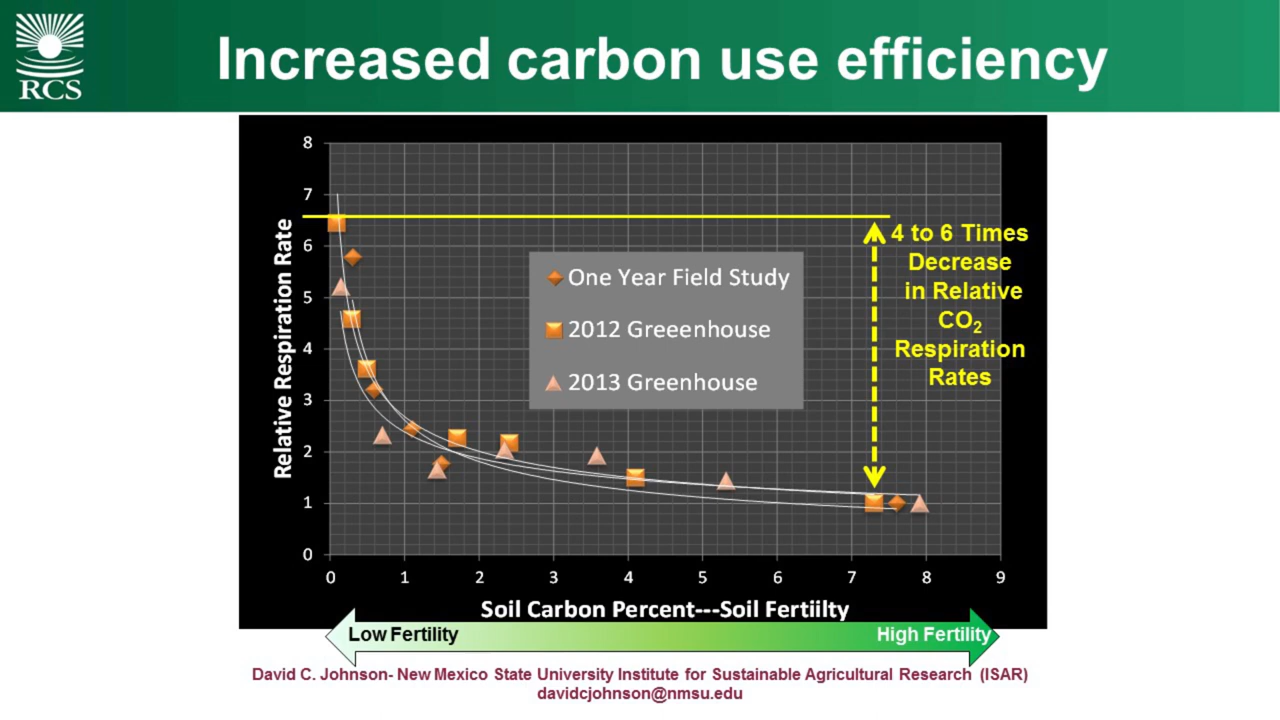 RCS
Increased carbon use efficiency
8
7
6
5
4
3
2
1
0
Relative Respiration Rate
One Year Field Study
2012 Greeenhouse
2013 Greenhouse
4 to 6 Times
Decrease
in Relative
CO₂
Respiration
Rates
0 1 2 3 4 5 6 7 8 9
Soil Carbon Percent---Soil Fertiilty
Low Fertility
High Fertility
David C. Johnson- New Mexico State University Institute for Sustainable Agricultural Research (ISAR)
davidcjohnson@nmsu.edu